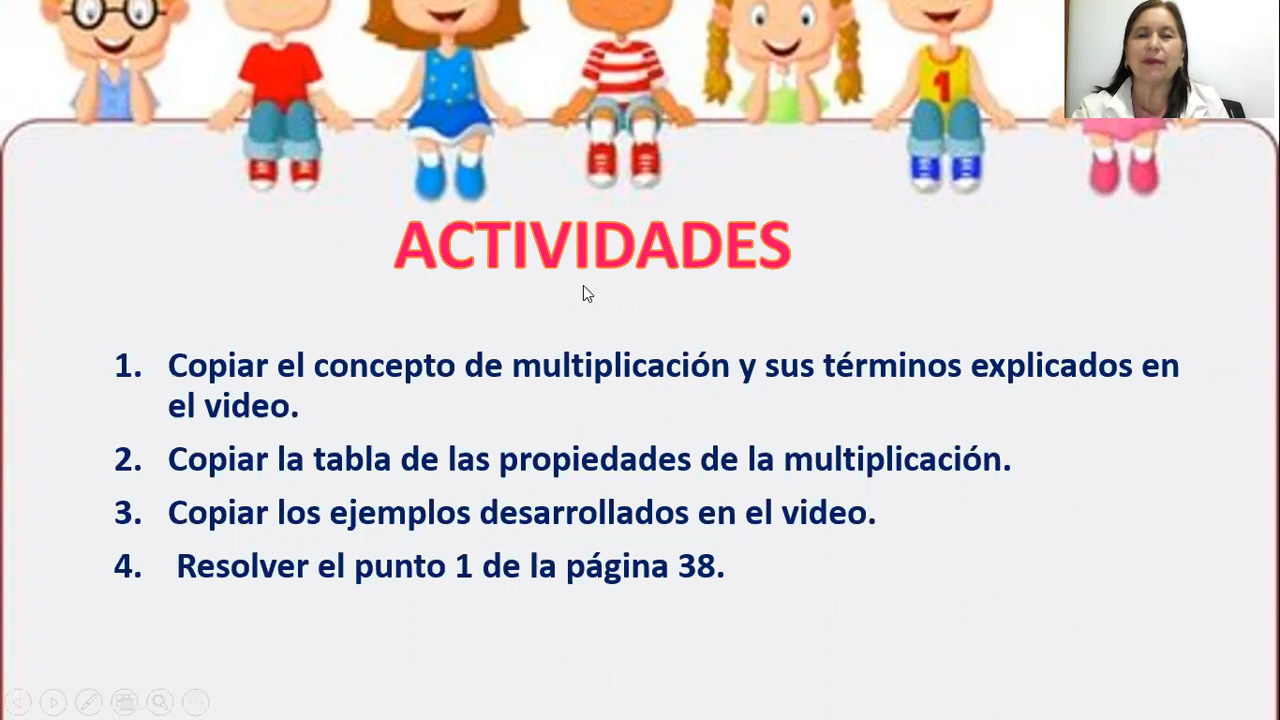 1
ACTIVIDADES
1. Copiar el concepto de multiplicación y sus términos explicados en
el video.
2. Copiar la tabla de las propiedades de la multiplicación.
3. Copiar los ejemplos desarrollados en el video.
4. Resolver el punto 1 de la página 38.